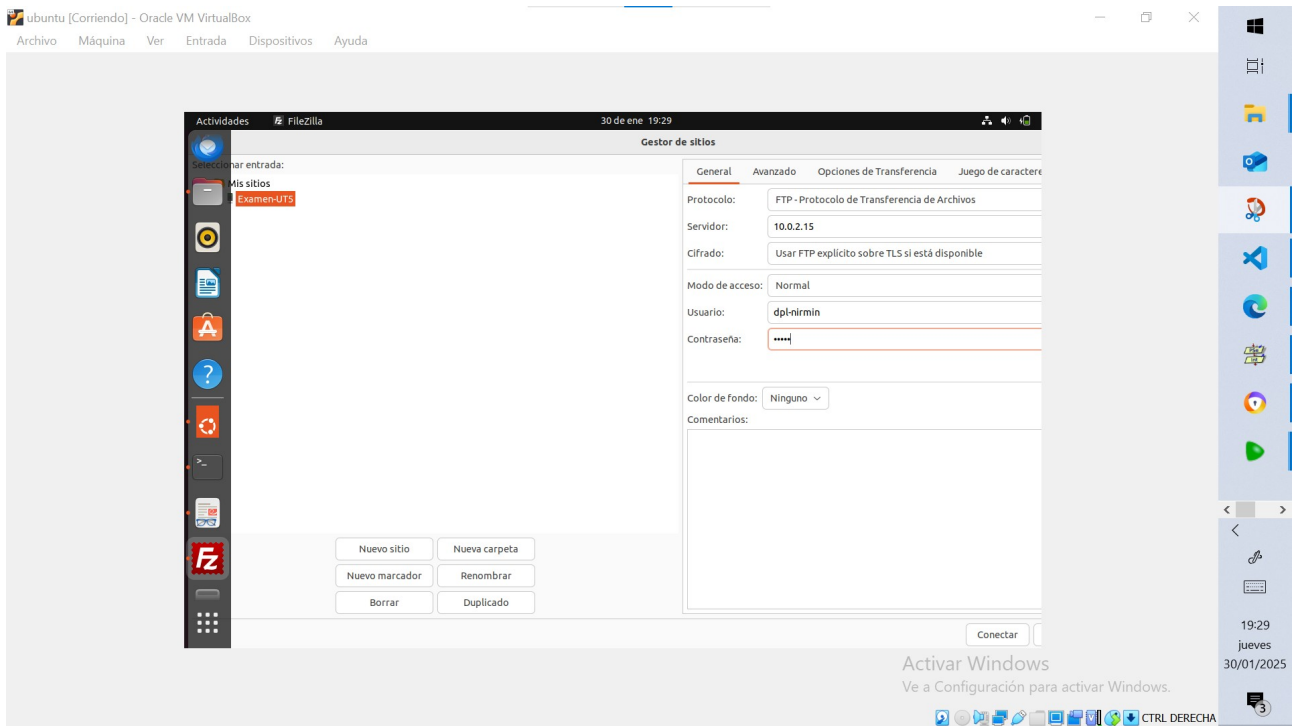 ubuntu [Corriendo] - Oracle VM VirtualBox
Archivo Máquina Ver Entrada Dispositivos Ayuda
Actividades FileZilla 30 de ene 19:29
Gestor de sitios
Seleccionar entrada:
Mis sitios
Examen-UT5
General Avanzado Opciones de Transferencia Juego de caractere
Protocolo: FTP - Protocolo de Transferencia de Archivos
Servidor: 10.0.2.15
Cifrado: Usar FTP explícito sobre TLS si está disponible
Modo de acceso: Normal
Usuario: dpl-nirmin
Contraseña: •••••
Color de fondo: Ninguno
Comentarios:
Nuevo sitio Nueva carpeta
Nuevo marcador Renombrar
Borrar Duplicado
Conectar
Activar Windows
Ve a Configuración para activar Windows.
CTRL DERECHA
19:29
jueves
30/01/2025
3